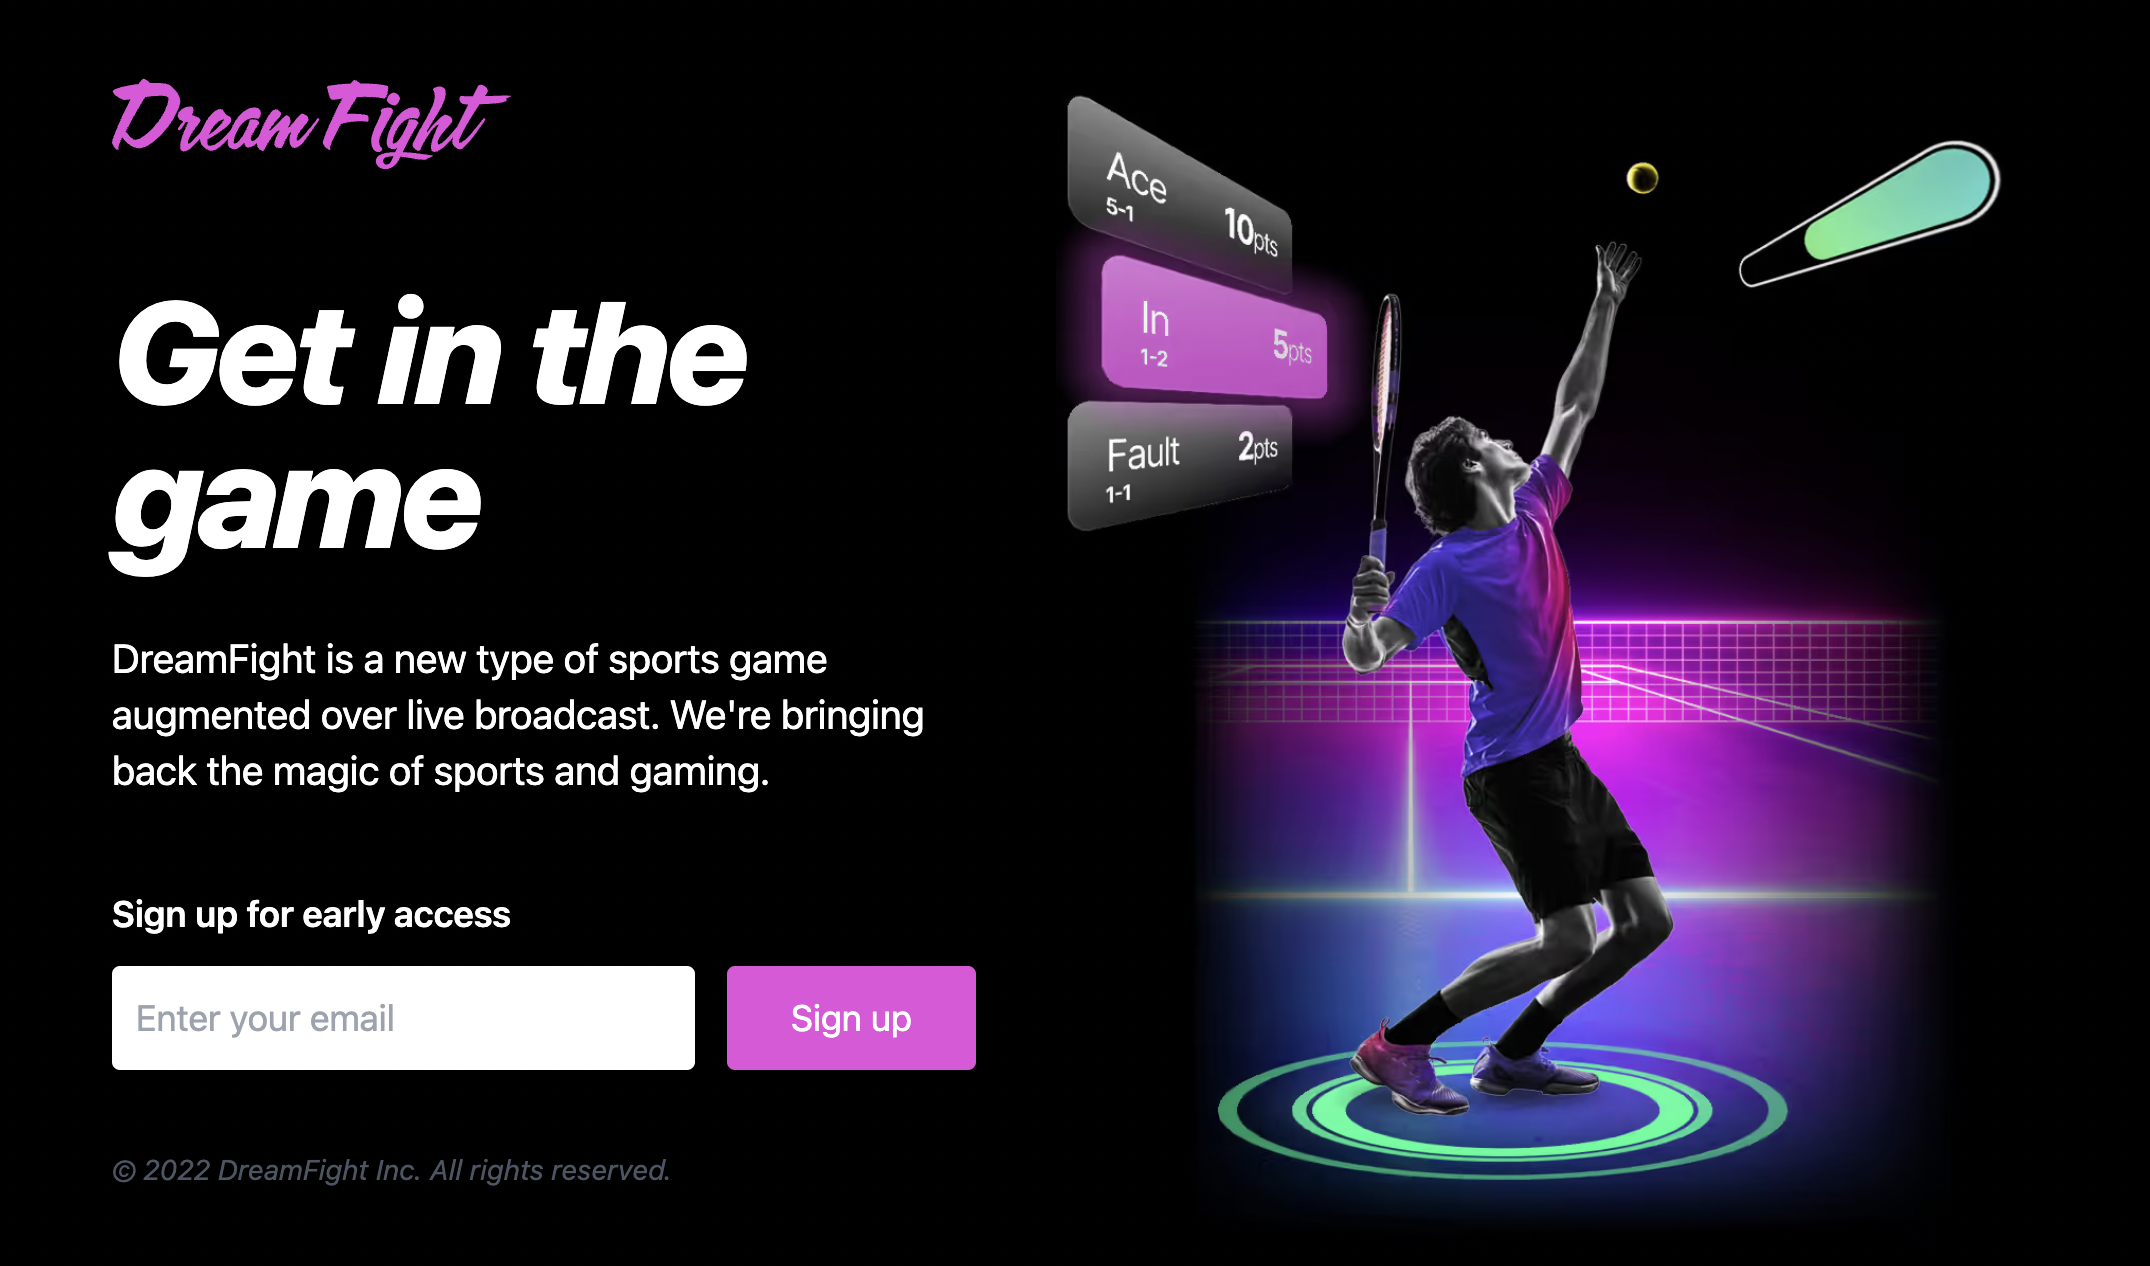 Dream Fight
Get in the
game
DreamFight is a new type of sports game
augmented over live broadcast. We're bringing
back the magic of sports and gaming.
Sign up for early access
Enter your email
Sign up
© 2022 DreamFight Inc. All rights reserved.
Ace
5-1
10pts
In
1-2
5pts
Fault
1-1
2pts